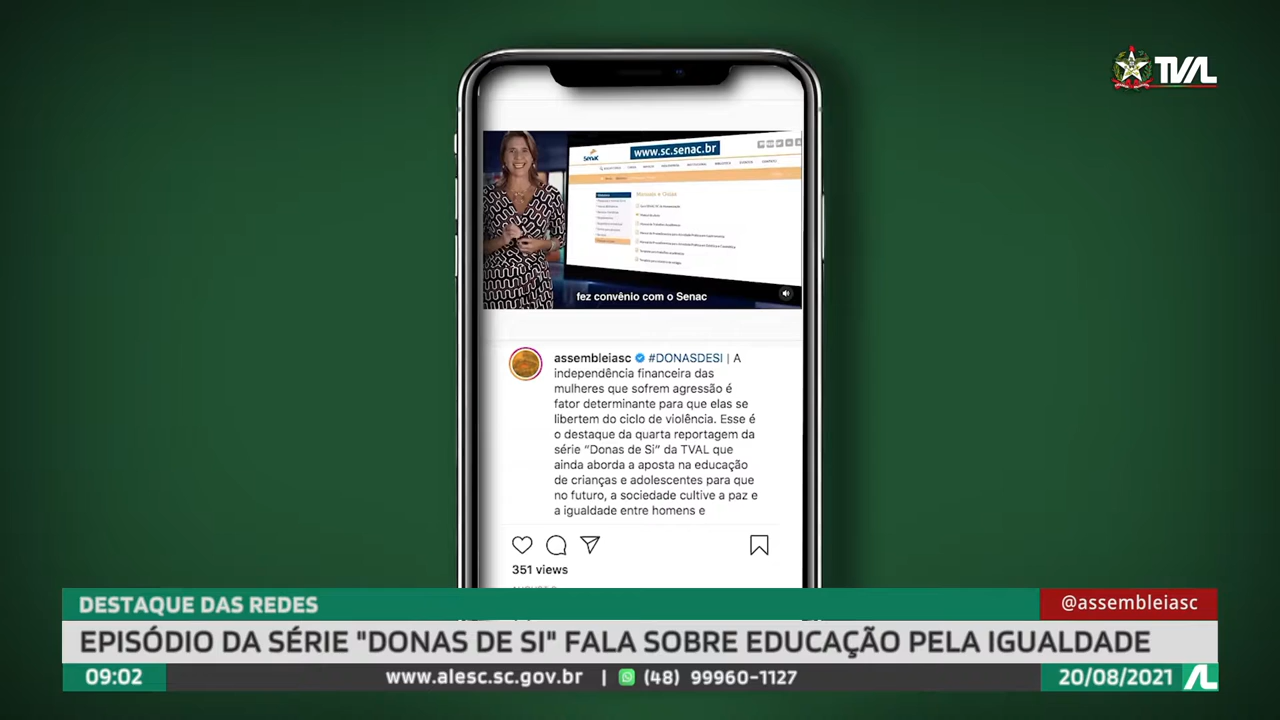 TVAL
Senac
www.sc.senac.br
Manuais e Guias
fez convênio com o Senac
assembleiasc #DONASDESI | A
independência financeira das
mulheres que sofrem agressão é
fator determinante para que elas se
libertem do ciclo de violência. Esse é
o destaque da quarta reportagem da
série “Donas de Si” da TVAL que
ainda aborda a aposta na educação
de crianças e adolescentes para que
no futuro, a sociedade cultive a paz e
a igualdade entre homens e
351 views
DESTAQUE DAS REDES
@assembleiasc
EPISÓDIO DA SÉRIE "DONAS DE SI" FALA SOBRE EDUCAÇÃO PELA IGUALDADE
09:02
www.alesc.sc.gov.br | (48) 99960-1127
20/08/2021
AL